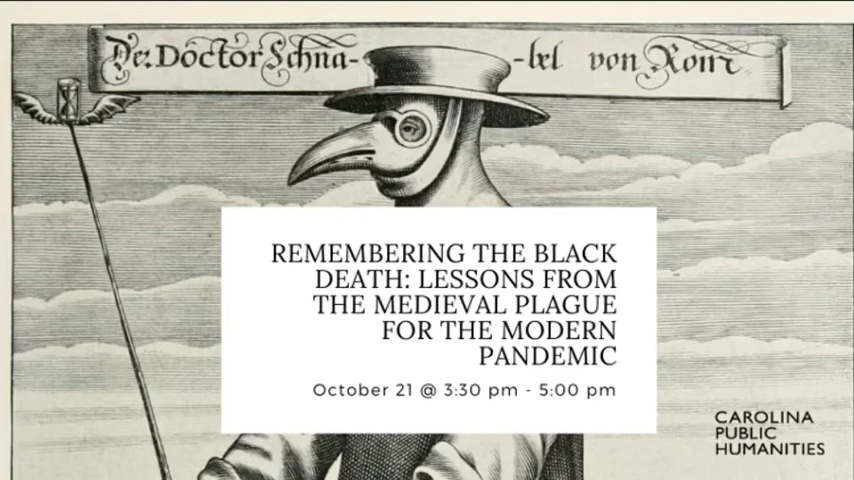 Der Doctor Schna-
-bel von Rom
REMEMBERING THE BLACK
DEATH: LESSONS FROM
THE MEDIEVAL PLAGUE
FOR THE MODERN
PANDEMIC
October 21 @ 3:30 pm - 5:00 pm
CAROLINA
PUBLIC
HUMANITIES